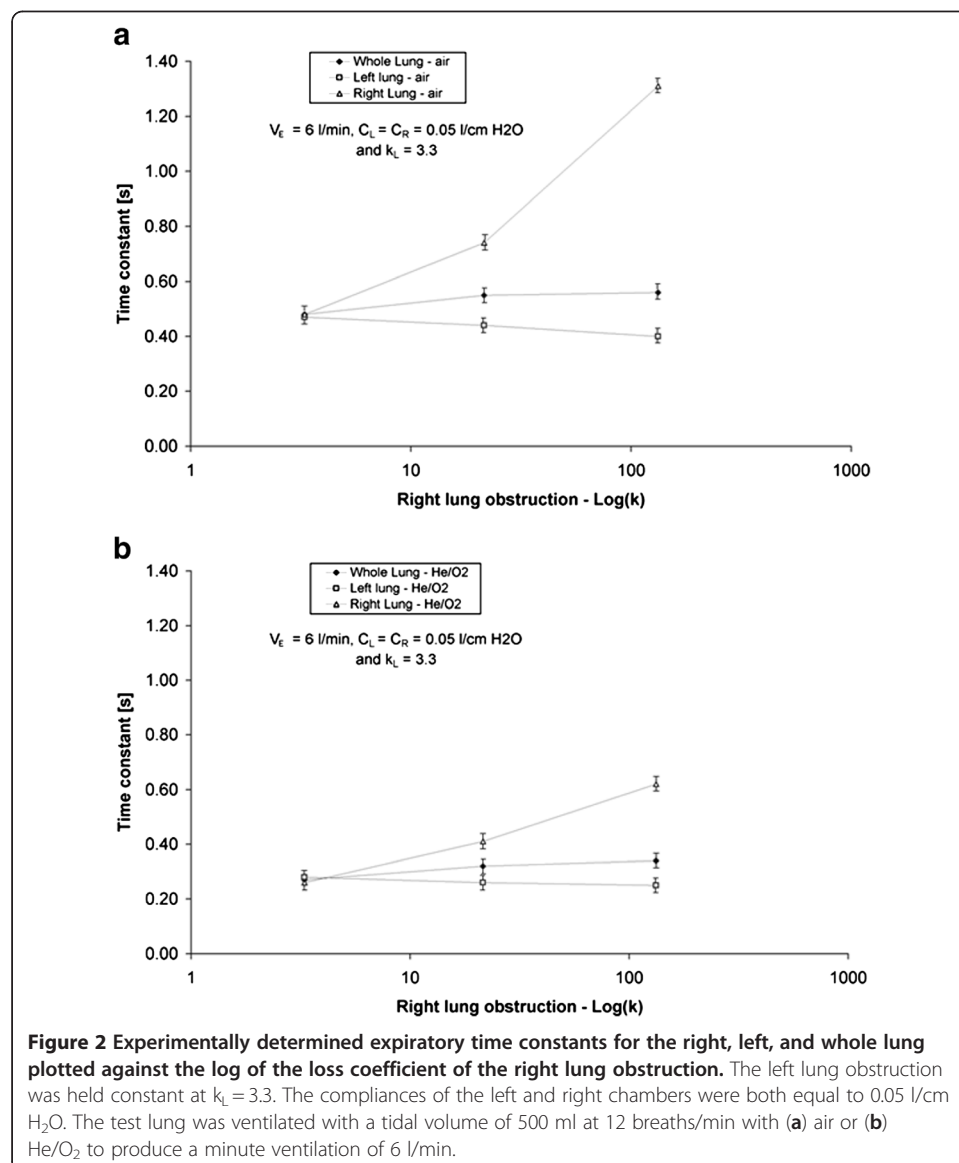 a
Whole Lung - air
Left lung - air
Right Lung - air
V_E = 6 l/min, C_L = C_R = 0.05 l/cm H2O
and k_L = 3.3
Time constant [s]
1.40
1.20
1.00
0.80
0.60
0.40
0.20
0.00
1 10 100 1000
Right lung obstruction - Log(k)
b
Whole Lung - He/O2
Left lung - He/O2
Right Lung - He/O2
V_E = 6 l/min, C_L = C_R = 0.05 l/cm H2O
and k_L = 3.3
Time constant [s]
1.40
1.20
1.00
0.80
0.60
0.40
0.20
0.00
1 10 100 1000
Right lung obstruction - Log(k)
Figure 2 Experimentally determined expiratory time constants for the right, left, and whole lung
plotted against the log of the loss coefficient of the right lung obstruction. The left lung obstruction
was held constant at k_L = 3.3. The compliances of the left and right chambers were both equal to 0.05 l/cm
H₂O. The test lung was ventilated with a tidal volume of 500 ml at 12 breaths/min with (a) air or (b)
He/O₂ to produce a minute ventilation of 6 l/min.